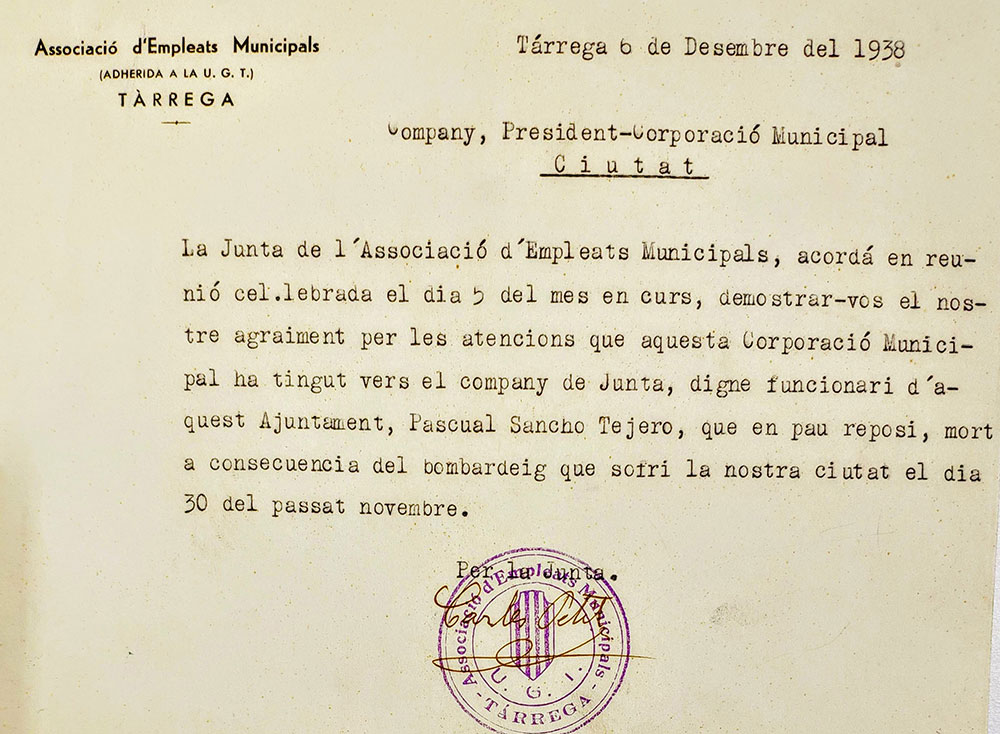 Associació d'Empleats Municipals
(ADHERIDA A LA U. G. T.)
TÀRREGA
Tárrega 6 de Desembre del 1938
Company, President-Corporació Municipal
Ciutat
La Junta de l´Associació d´Empleats Municipals, acordá en reu-
nió cel.lebrada el dia 5 del mes en curs, demostrar-vos el nos-
tre agraiment per les atencions que aquesta Corporació Munici-
pal ha tingut vers el company de Junta, digne funcionari d´a-
quest Ajuntament, Pascual Sancho Tejero, que en pau reposi, mort
a consecuencia del bombardeig que sofri la nostra ciutat el dia
30 del passat novembre.
Per la Junta.
Associació d'Empleats Municipals
Carles
U. G. T.
- TÁRREGA -